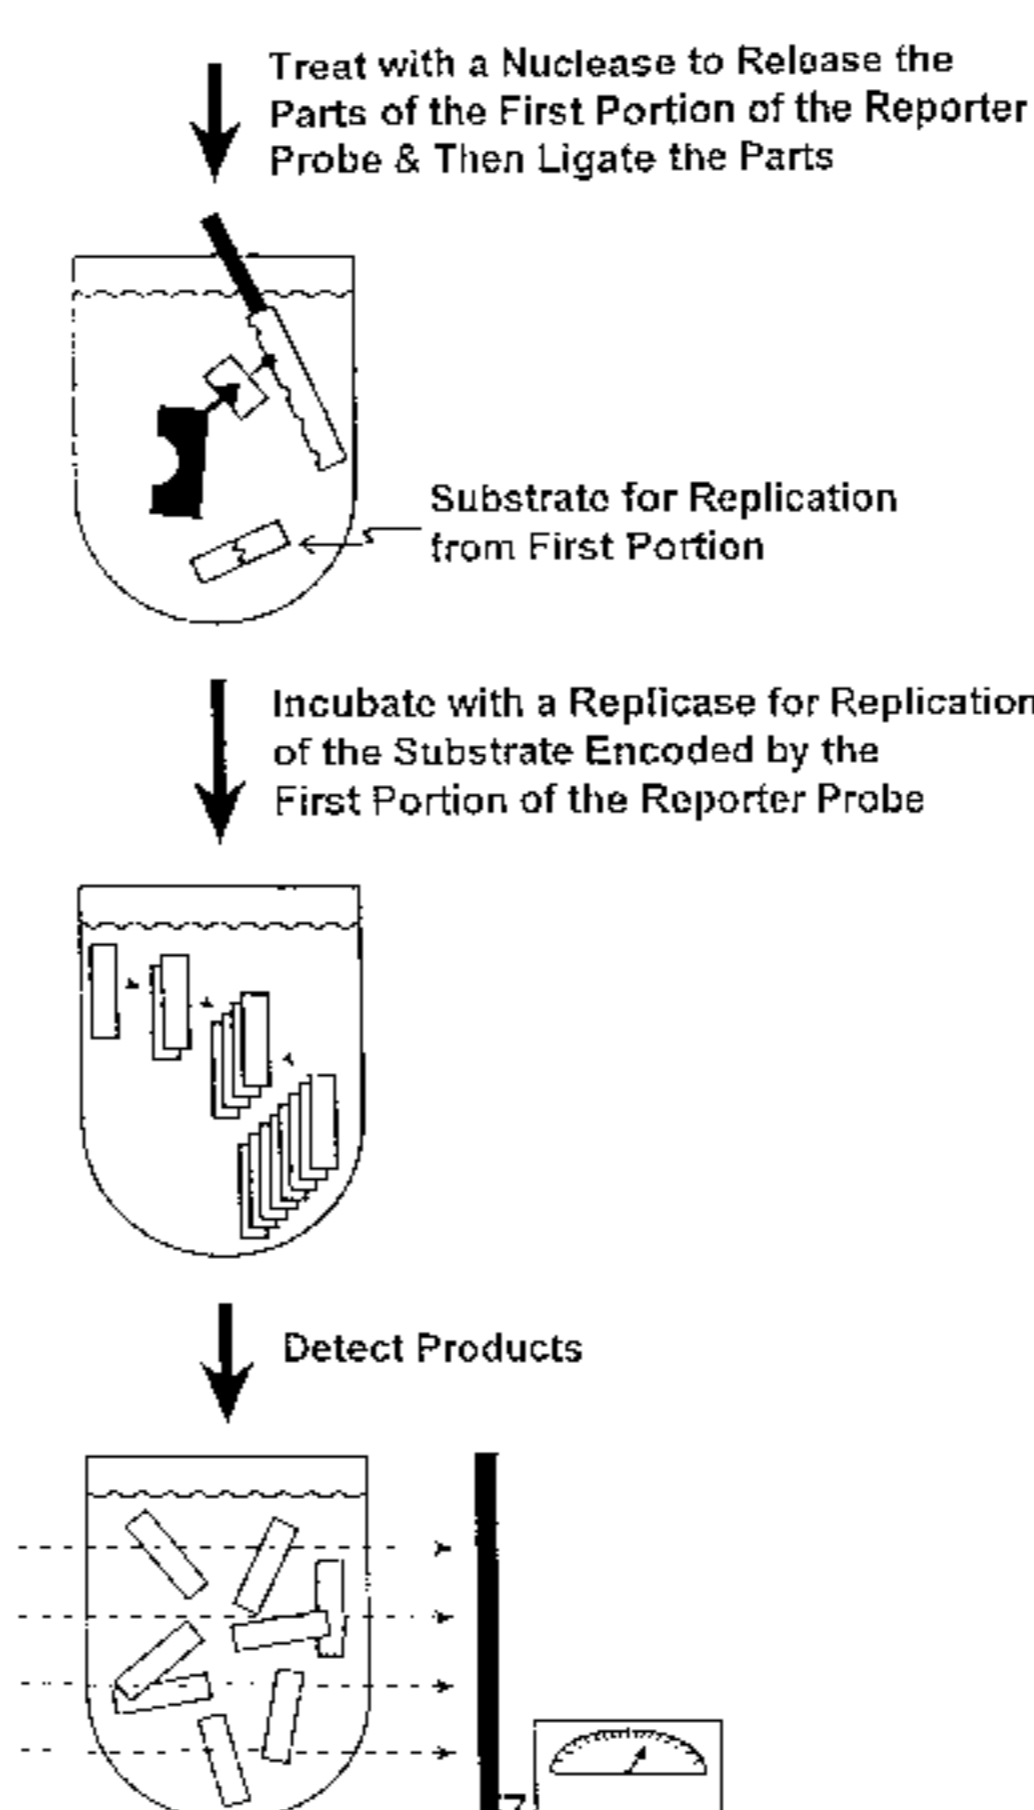 Treat with a Nuclease to Release the
Parts of the First Portion of the Reporter
Probe & Then Ligate the Parts
Substrate for Replication
from First Portion
Incubate with a Replicase for Replication
of the Substrate Encoded by the
First Portion of the Reporter Probe
Detect Products